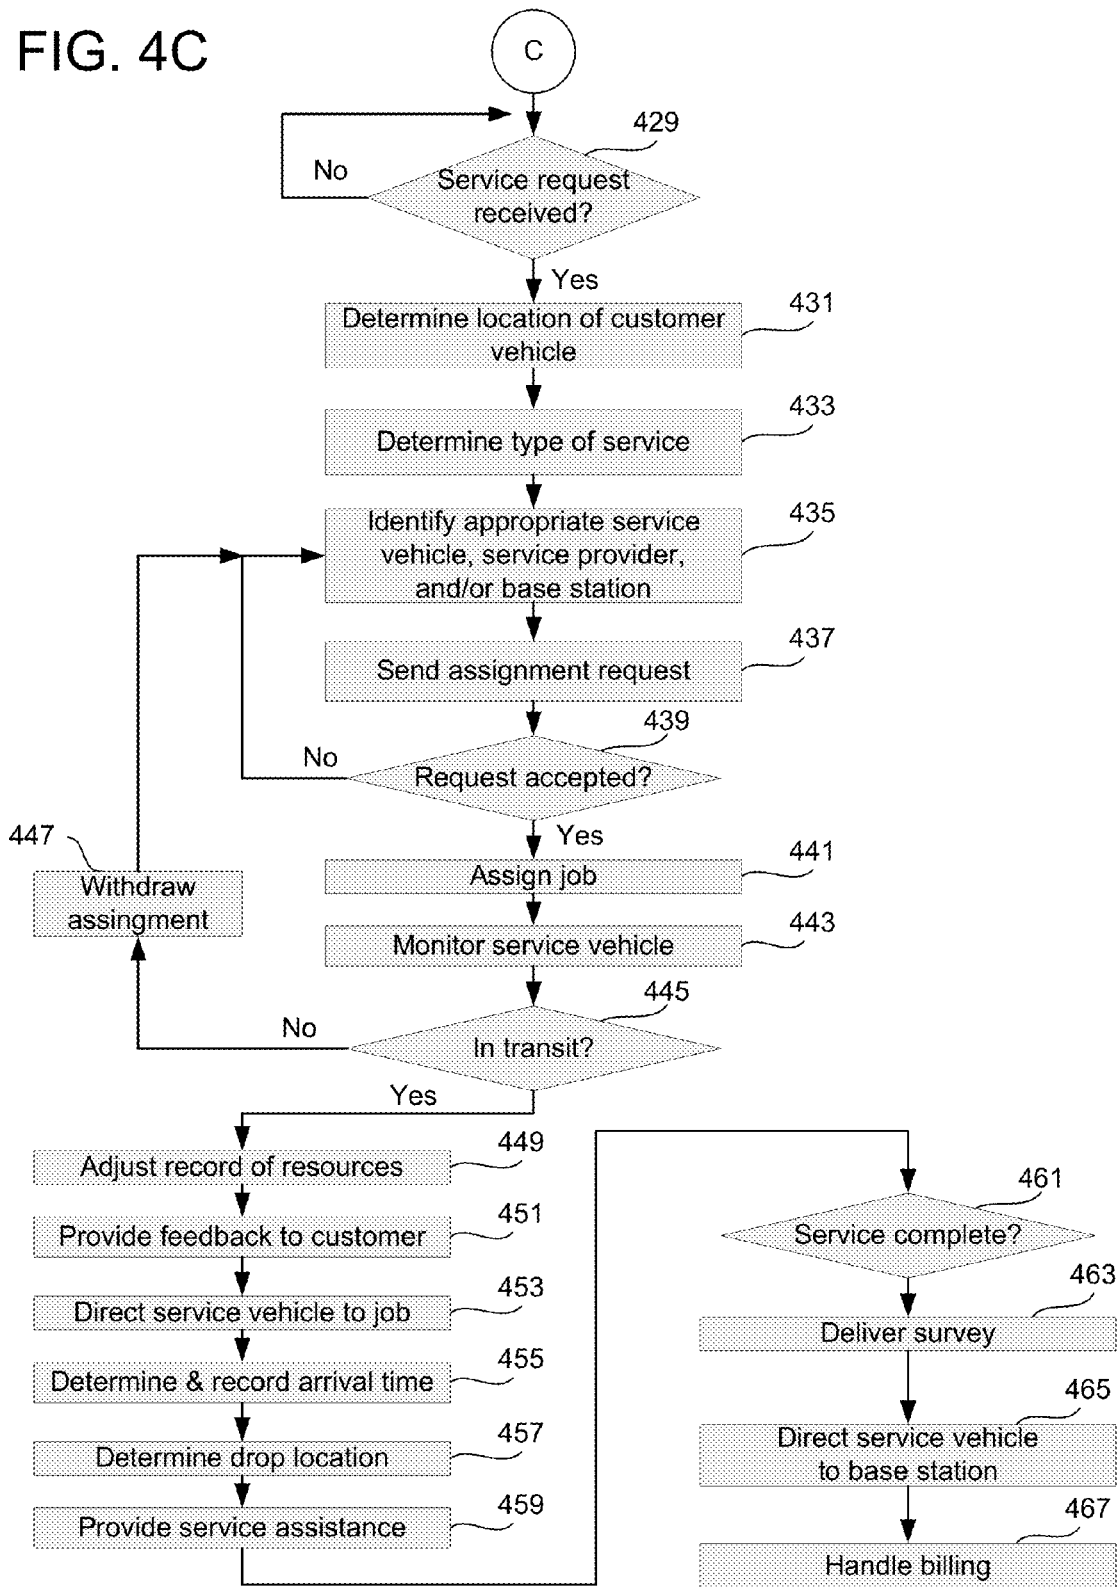 FIG. 4C
C
429
No
Service request
received?
Yes
431
Determine location of customer
vehicle
433
Determine type of service
435
Identify appropriate service
vehicle, service provider,
and/or base station
437
Send assignment request
439
No
Request accepted?
Yes
447
Withdraw
assingment
441
Assign job
443
Monitor service vehicle
445
No
In transit?
Yes
449
Adjust record of resources
451
Provide feedback to customer
453
Direct service vehicle to job
455
Determine & record arrival time
457
Determine drop location
459
Provide service assistance
461
Service complete?
463
Deliver survey
465
Direct service vehicle
to base station
467
Handle billing